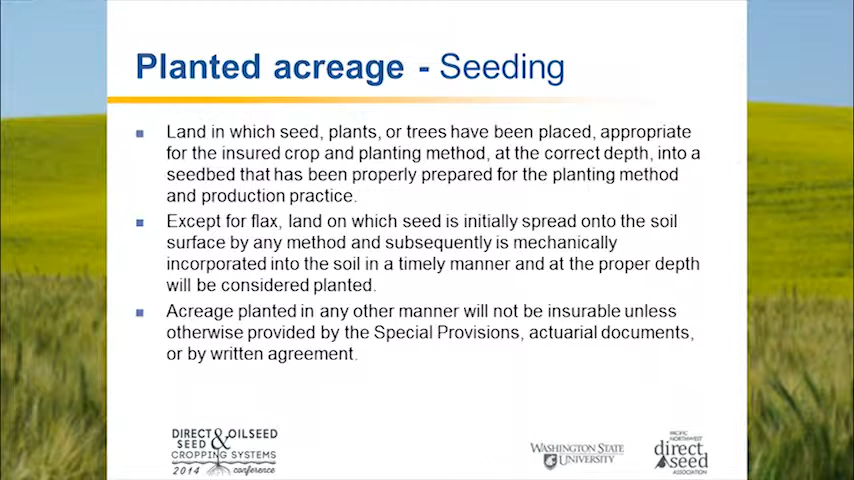 Planted acreage - Seeding
Land in which seed, plants, or trees have been placed, appropriate
for the insured crop and planting method, at the correct depth, into a
seedbed that has been properly prepared for the planting method
and production practice.
Except for flax, land on which seed is initially spread onto the soil
surface by any method and subsequently is mechanically
incorporated into the soil in a timely manner and at the proper depth
will be considered planted.
Acreage planted in any other manner will not be insurable unless
otherwise provided by the Special Provisions, actuarial documents,
or by written agreement.
DIRECT & OILSEED
SEED
CROPPING SYSTEMS
2014 conference
WASHINGTON STATE
UNIVERSITY
PACIFIC
NORTHWEST
direct
seed
ASSOCIATION